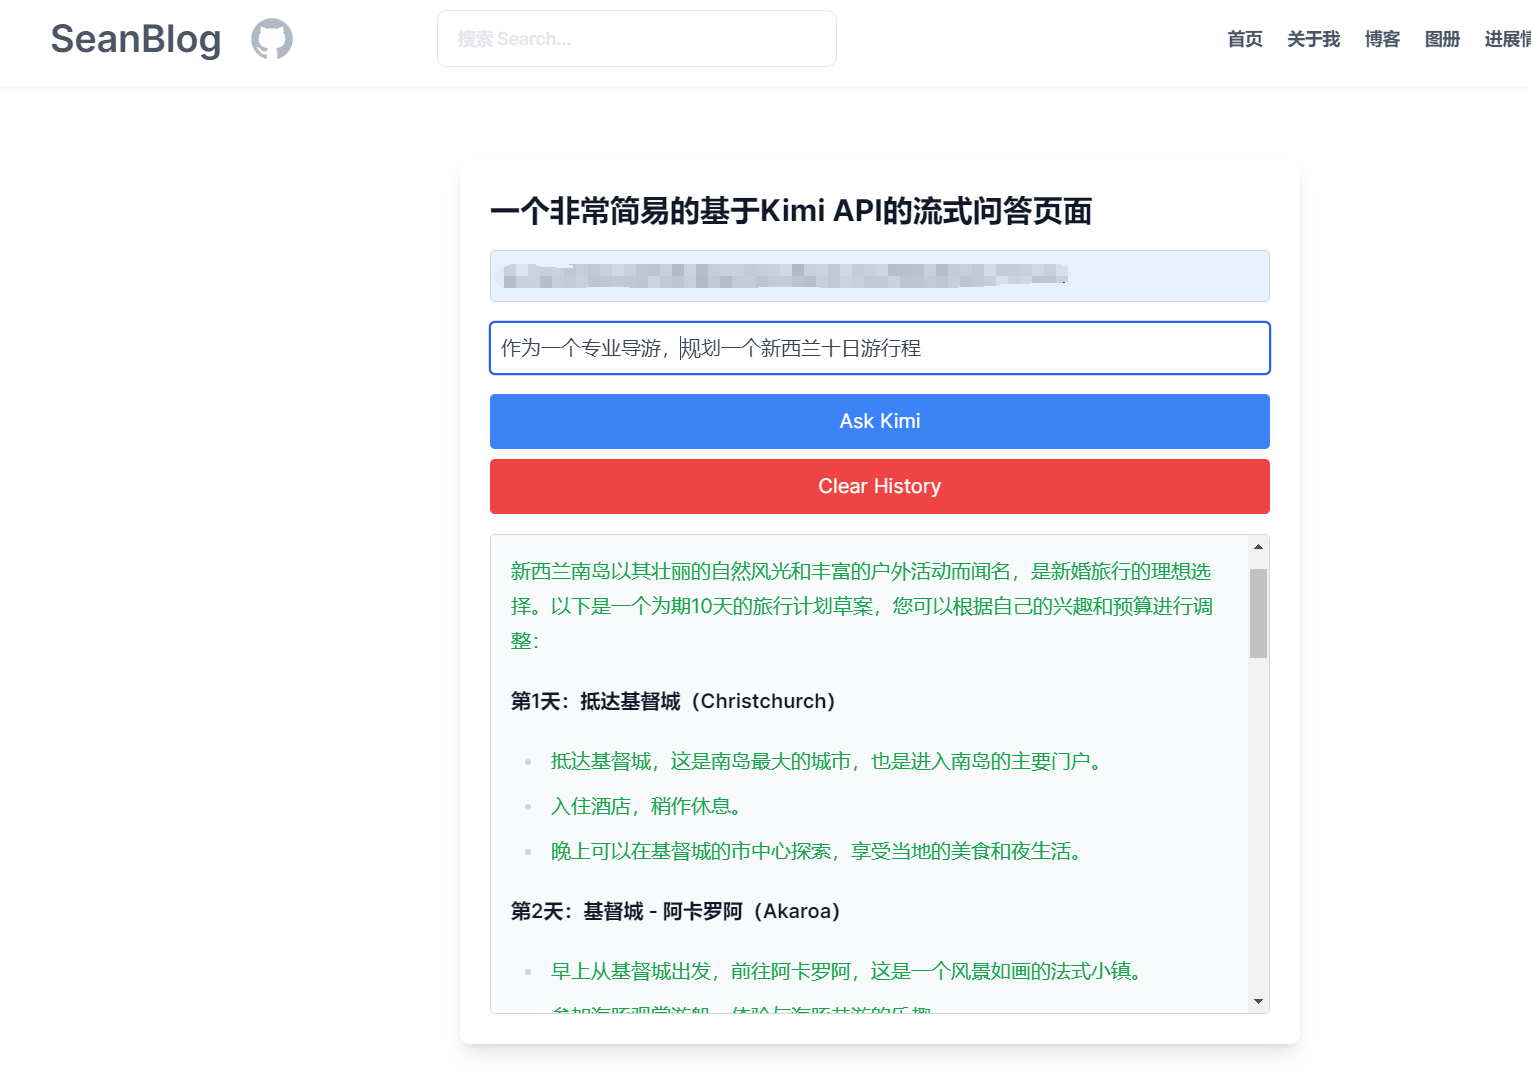 SeanBlog
搜索 Search...
首页 关于我 博客 图册 进展情
一个非常简易的基于Kimi API的流式问答页面
作为一个专业导游，规划一个新西兰十日游行程
Ask Kimi
Clear History
新西兰南岛以其壮丽的自然风光和丰富的户外活动而闻名，是新婚旅行的理想选
择。以下是一个为期10天的旅行计划草案，您可以根据自己的兴趣和预算进行调
整：
第1天：抵达基督城（Christchurch）
抵达基督城，这是南岛最大的城市，也是进入南岛的主要门户。
入住酒店，稍作休息。
晚上可以在基督城的市中心探索，享受当地的美食和夜生活。
第2天：基督城 - 阿卡罗阿（Akaroa）
早上从基督城出发，前往阿卡罗阿，这是一个风景如画的法式小镇。